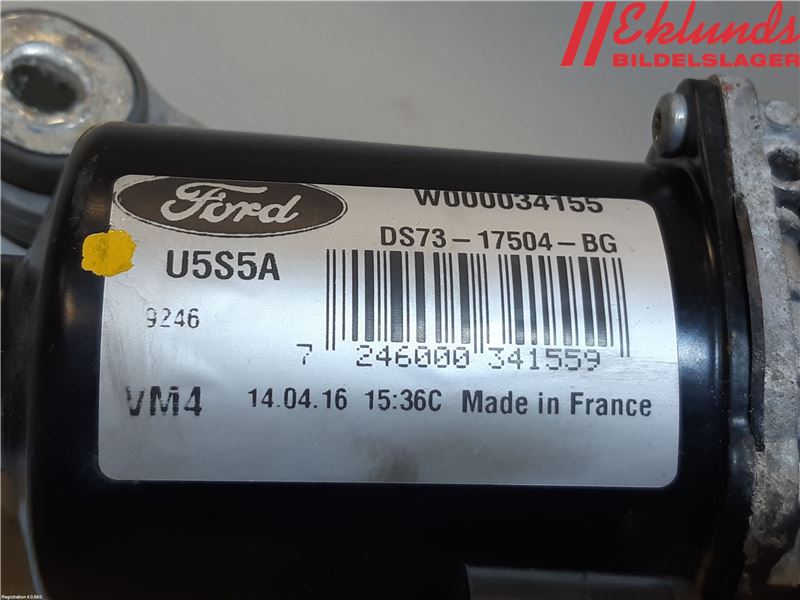 Eklunds
BILDELSLAGER
Ford
W000034155
DS73-17504-BG
U5S5A
9246
7 246000 341559
VM4 14.04.16 15:36C Made in France